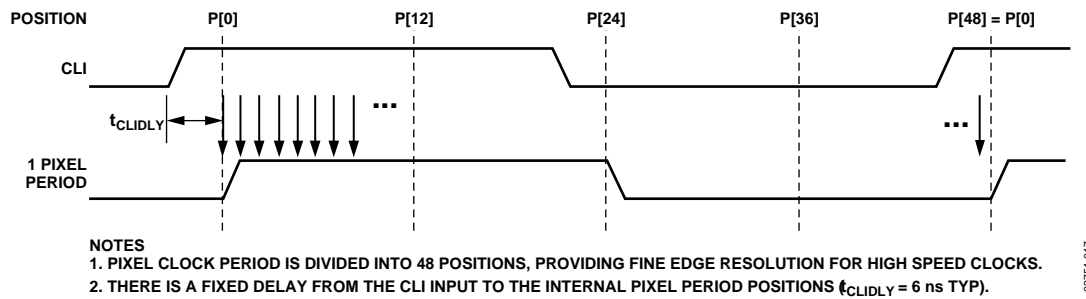 POSITION P[0] P[12] P[24] P[36] P[48] = P[0]
CLI
tCLIDLY
... ...
1 PIXEL
PERIOD
NOTES
1. PIXEL CLOCK PERIOD IS DIVIDED INTO 48 POSITIONS, PROVIDING FINE EDGE RESOLUTION FOR HIGH SPEED CLOCKS.
2. THERE IS A FIXED DELAY FROM THE CLI INPUT TO THE INTERNAL PIXEL PERIOD POSITIONS (tCLIDLY = 6 ns TYP).